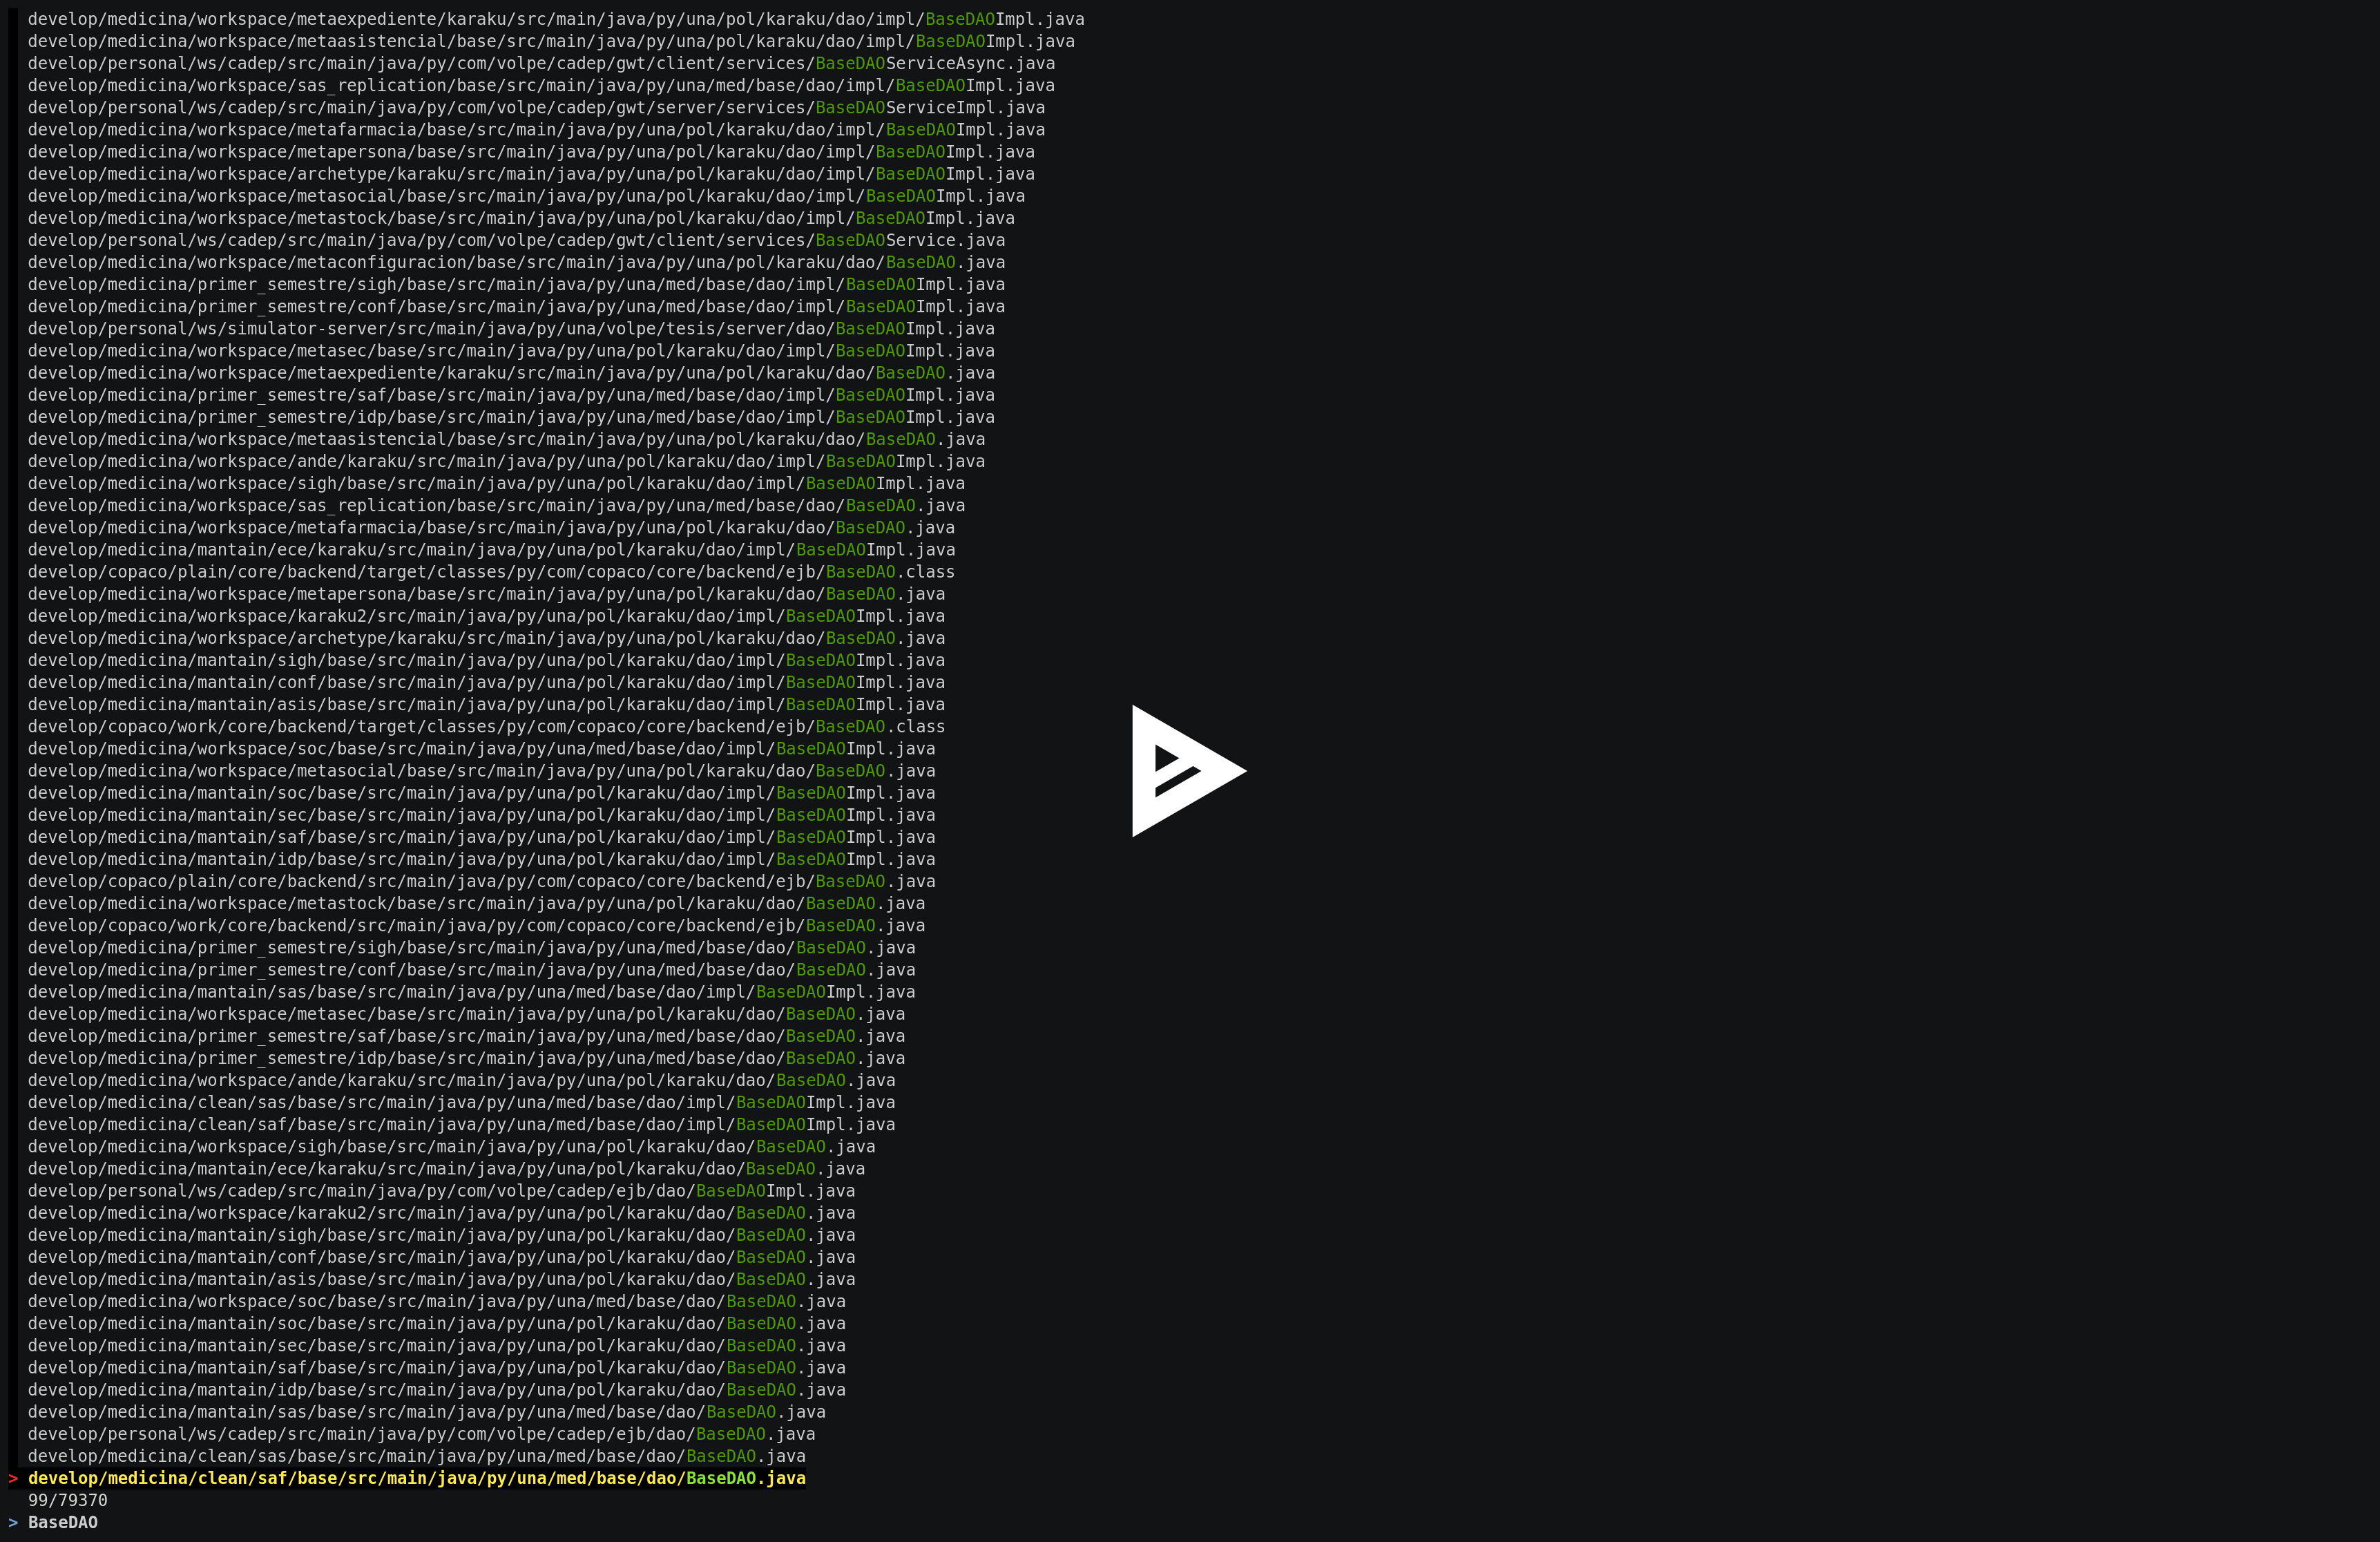 develop/medicina/workspace/metaexpediente/karaku/src/main/java/py/una/pol/karaku/dao/impl/BaseDAOImpl.java
develop/medicina/workspace/metaasistencial/base/src/main/java/py/una/pol/karaku/dao/impl/BaseDAOImpl.java
develop/personal/ws/cadep/src/main/java/py/com/volpe/cadep/gwt/client/services/BaseDAOServiceAsync.java
develop/medicina/workspace/sas_replication/base/src/main/java/py/una/med/base/dao/impl/BaseDAOImpl.java
develop/personal/ws/cadep/src/main/java/py/com/volpe/cadep/gwt/server/services/BaseDAOServiceImpl.java
develop/medicina/workspace/metafarmacia/base/src/main/java/py/una/pol/karaku/dao/impl/BaseDAOImpl.java
develop/medicina/workspace/metapersona/base/src/main/java/py/una/pol/karaku/dao/impl/BaseDAOImpl.java
develop/medicina/workspace/archetype/karaku/src/main/java/py/una/pol/karaku/dao/impl/BaseDAOImpl.java
develop/medicina/workspace/metasocial/base/src/main/java/py/una/pol/karaku/dao/impl/BaseDAOImpl.java
develop/medicina/workspace/metastock/base/src/main/java/py/una/pol/karaku/dao/impl/BaseDAOImpl.java
develop/personal/ws/cadep/src/main/java/py/com/volpe/cadep/gwt/client/services/BaseDAOService.java
develop/medicina/workspace/metaconfiguracion/base/src/main/java/py/una/pol/karaku/dao/BaseDAO.java
develop/medicina/primer_semestre/sigh/base/src/main/java/py/una/med/base/dao/impl/BaseDAOImpl.java
develop/medicina/primer_semestre/conf/base/src/main/java/py/una/med/base/dao/impl/BaseDAOImpl.java
develop/personal/ws/simulator-server/src/main/java/py/una/volpe/tesis/server/dao/BaseDAOImpl.java
develop/medicina/workspace/metasec/base/src/main/java/py/una/pol/karaku/dao/impl/BaseDAOImpl.java
develop/medicina/workspace/metaexpediente/karaku/src/main/java/py/una/pol/karaku/dao/BaseDAO.java
develop/medicina/primer_semestre/saf/base/src/main/java/py/una/med/base/dao/impl/BaseDAOImpl.java
develop/medicina/primer_semestre/idp/base/src/main/java/py/una/med/base/dao/impl/BaseDAOImpl.java
develop/medicina/workspace/metaasistencial/base/src/main/java/py/una/pol/karaku/dao/BaseDAO.java
develop/medicina/workspace/ande/karaku/src/main/java/py/una/pol/karaku/dao/impl/BaseDAOImpl.java
develop/medicina/workspace/sigh/base/src/main/java/py/una/pol/karaku/dao/impl/BaseDAOImpl.java
develop/medicina/workspace/sas_replication/base/src/main/java/py/una/med/base/dao/BaseDAO.java
develop/medicina/workspace/metafarmacia/base/src/main/java/py/una/pol/karaku/dao/BaseDAO.java
develop/medicina/mantain/ece/karaku/src/main/java/py/una/pol/karaku/dao/impl/BaseDAOImpl.java
develop/copaco/plain/core/backend/target/classes/py/com/copaco/core/backend/ejb/BaseDAO.class
develop/medicina/workspace/metapersona/base/src/main/java/py/una/pol/karaku/dao/BaseDAO.java
develop/medicina/workspace/karaku2/src/main/java/py/una/pol/karaku/dao/impl/BaseDAOImpl.java
develop/medicina/workspace/archetype/karaku/src/main/java/py/una/pol/karaku/dao/BaseDAO.java
develop/medicina/mantain/sigh/base/src/main/java/py/una/pol/karaku/dao/impl/BaseDAOImpl.java
develop/medicina/mantain/conf/base/src/main/java/py/una/pol/karaku/dao/impl/BaseDAOImpl.java
develop/medicina/mantain/asis/base/src/main/java/py/una/pol/karaku/dao/impl/BaseDAOImpl.java
develop/copaco/work/core/backend/target/classes/py/com/copaco/core/backend/ejb/BaseDAO.class
develop/medicina/workspace/soc/base/src/main/java/py/una/med/base/dao/impl/BaseDAOImpl.java
develop/medicina/workspace/metasocial/base/src/main/java/py/una/pol/karaku/dao/BaseDAO.java
develop/medicina/mantain/soc/base/src/main/java/py/una/pol/karaku/dao/impl/BaseDAOImpl.java
develop/medicina/mantain/sec/base/src/main/java/py/una/pol/karaku/dao/impl/BaseDAOImpl.java
develop/medicina/mantain/saf/base/src/main/java/py/una/pol/karaku/dao/impl/BaseDAOImpl.java
develop/medicina/mantain/idp/base/src/main/java/py/una/pol/karaku/dao/impl/BaseDAOImpl.java
develop/copaco/plain/core/backend/src/main/java/py/com/copaco/core/backend/ejb/BaseDAO.java
develop/medicina/workspace/metastock/base/src/main/java/py/una/pol/karaku/dao/BaseDAO.java
develop/copaco/work/core/backend/src/main/java/py/com/copaco/core/backend/ejb/BaseDAO.java
develop/medicina/primer_semestre/sigh/base/src/main/java/py/una/med/base/dao/BaseDAO.java
develop/medicina/primer_semestre/conf/base/src/main/java/py/una/med/base/dao/BaseDAO.java
develop/medicina/mantain/sas/base/src/main/java/py/una/med/base/dao/impl/BaseDAOImpl.java
develop/medicina/workspace/metasec/base/src/main/java/py/una/pol/karaku/dao/BaseDAO.java
develop/medicina/primer_semestre/saf/base/src/main/java/py/una/med/base/dao/BaseDAO.java
develop/medicina/primer_semestre/idp/base/src/main/java/py/una/med/base/dao/BaseDAO.java
develop/medicina/workspace/ande/karaku/src/main/java/py/una/pol/karaku/dao/BaseDAO.java
develop/medicina/clean/sas/base/src/main/java/py/una/med/base/dao/impl/BaseDAOImpl.java
develop/medicina/clean/saf/base/src/main/java/py/una/med/base/dao/impl/BaseDAOImpl.java
develop/medicina/workspace/sigh/base/src/main/java/py/una/pol/karaku/dao/BaseDAO.java
develop/medicina/mantain/ece/karaku/src/main/java/py/una/pol/karaku/dao/BaseDAO.java
develop/personal/ws/cadep/src/main/java/py/com/volpe/cadep/ejb/dao/BaseDAOImpl.java
develop/medicina/workspace/karaku2/src/main/java/py/una/pol/karaku/dao/BaseDAO.java
develop/medicina/mantain/sigh/base/src/main/java/py/una/pol/karaku/dao/BaseDAO.java
develop/medicina/mantain/conf/base/src/main/java/py/una/pol/karaku/dao/BaseDAO.java
develop/medicina/mantain/asis/base/src/main/java/py/una/pol/karaku/dao/BaseDAO.java
develop/medicina/workspace/soc/base/src/main/java/py/una/med/base/dao/BaseDAO.java
develop/medicina/mantain/soc/base/src/main/java/py/una/pol/karaku/dao/BaseDAO.java
develop/medicina/mantain/sec/base/src/main/java/py/una/pol/karaku/dao/BaseDAO.java
develop/medicina/mantain/saf/base/src/main/java/py/una/pol/karaku/dao/BaseDAO.java
develop/medicina/mantain/idp/base/src/main/java/py/una/pol/karaku/dao/BaseDAO.java
develop/medicina/mantain/sas/base/src/main/java/py/una/med/base/dao/BaseDAO.java
develop/personal/ws/cadep/src/main/java/py/com/volpe/cadep/ejb/dao/BaseDAO.java
develop/medicina/clean/sas/base/src/main/java/py/una/med/base/dao/BaseDAO.java
> develop/medicina/clean/saf/base/src/main/java/py/una/med/base/dao/BaseDAO.java
99/79370
> BaseDAO